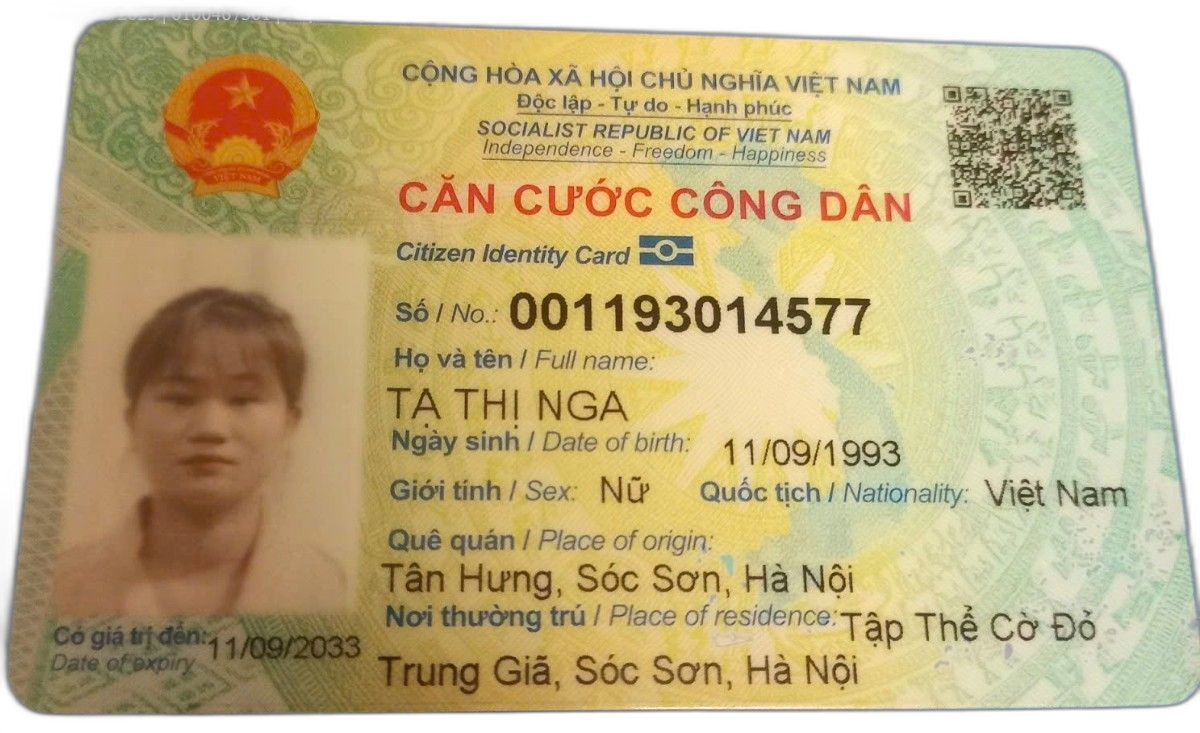 CỘNG HÒA XÃ HỘI CHỦ NGHĨA VIỆT NAM
Độc lập - Tự do - Hạnh phúc
SOCIALIST REPUBLIC OF VIET NAM
Independence - Freedom - Happiness
VIỆT NAM
CĂN CƯỚC CÔNG DÂN
Citizen Identity Card
Số / No.: 001193014577
Họ và tên / Full name:
TẠ THỊ NGA
Ngày sinh / Date of birth: 11/09/1993
Giới tính / Sex: Nữ Quốc tịch / Nationality: Việt Nam
Quê quán / Place of origin:
Tân Hưng, Sóc Sơn, Hà Nội
Nơi thường trú / Place of residence: Tập Thể Cờ Đỏ
Trung Giã, Sóc Sơn, Hà Nội
Có giá trị đến: 11/09/2033
Date of expiry